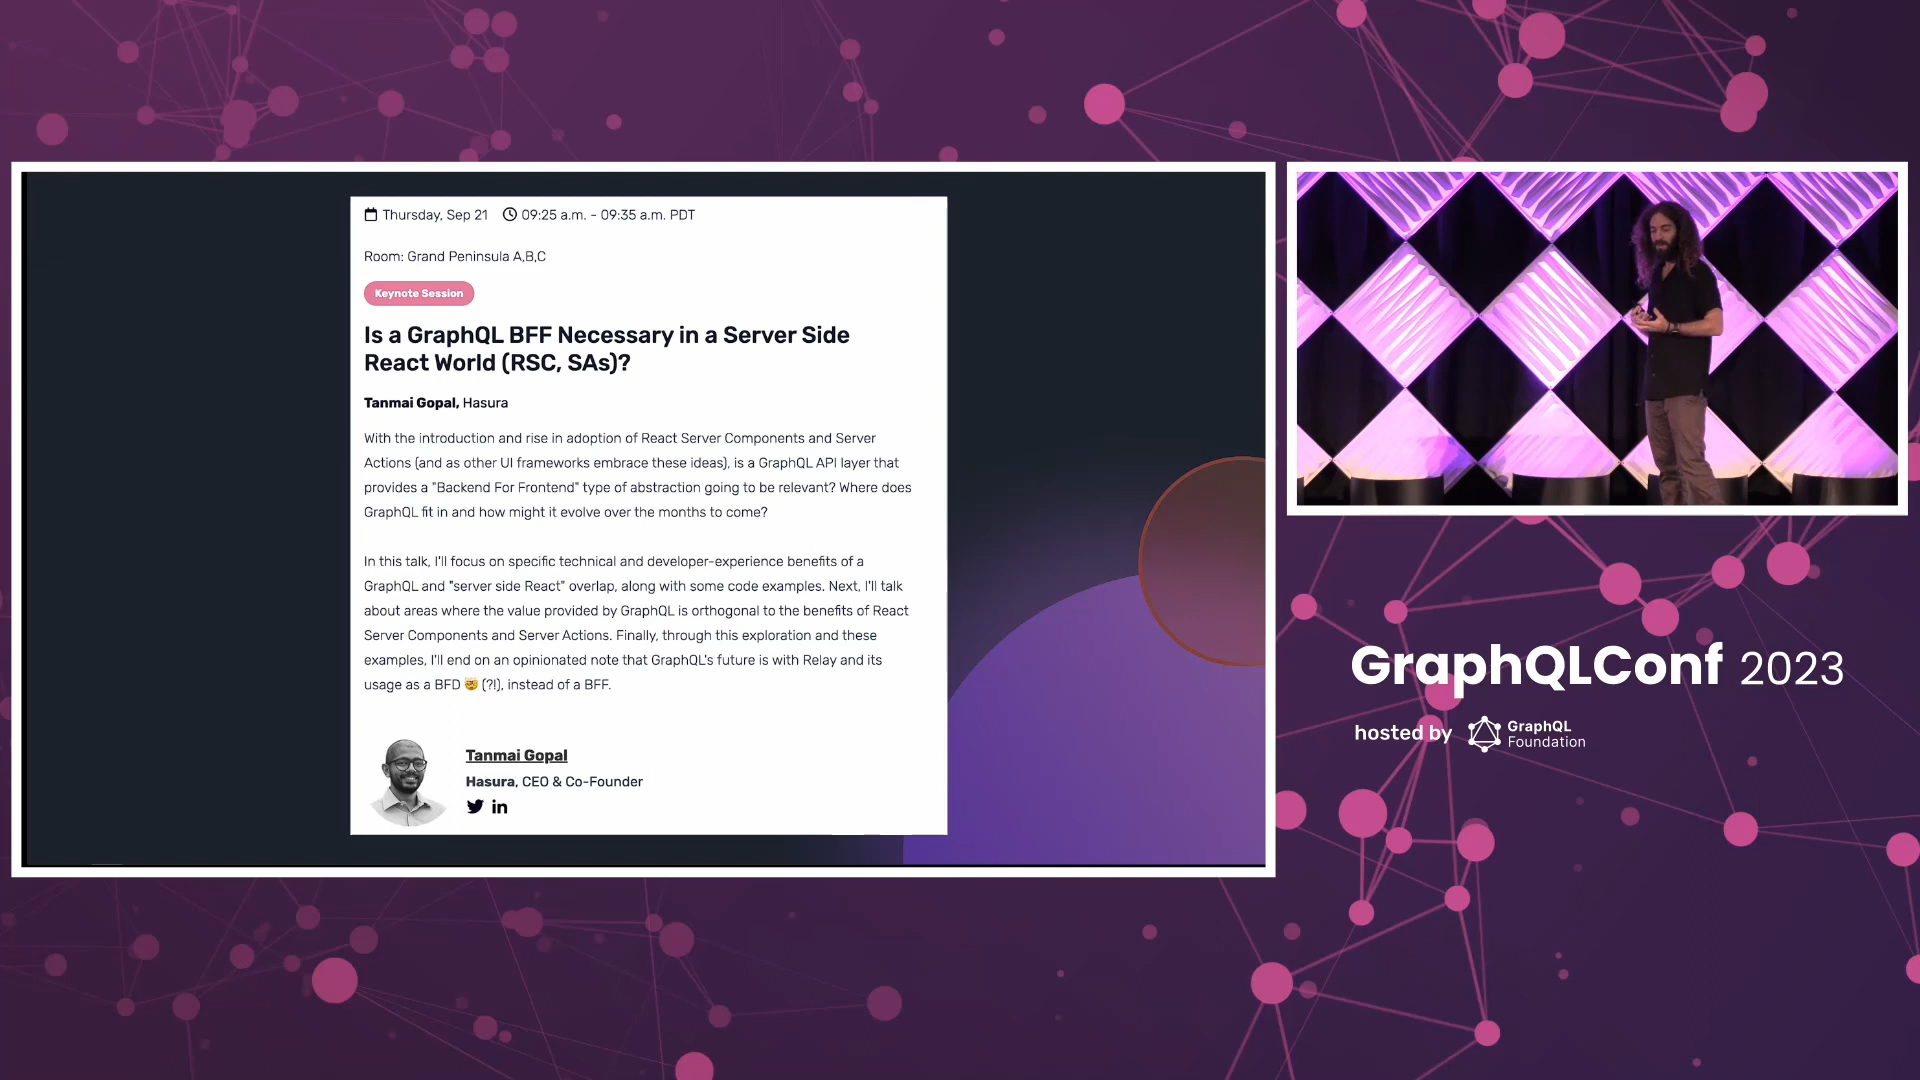 Thursday, Sep 21 09:25 a.m. - 09:35 a.m. PDT
Room: Grand Peninsula A,B,C
Keynote Session
Is a GraphQL BFF Necessary in a Server Side
React World (RSC, SAs)?
Tanmai Gopal, Hasura
With the introduction and rise in adoption of React Server Components and Server
Actions (and as other UI frameworks embrace these ideas), is a GraphQL API layer that
provides a "Backend For Frontend" type of abstraction going to be relevant? Where does
GraphQL fit in and how might it evolve over the months to come?
In this talk, I'll focus on specific technical and developer-experience benefits of a
GraphQL and "server side React" overlap, along with some code examples. Next, I'll talk
about areas where the value provided by GraphQL is orthogonal to the benefits of React
Server Components and Server Actions. Finally, through this exploration and these
examples, I'll end on an opinionated note that GraphQL's future is with Relay and its
usage as a BFD 🤯 (?!), instead of a BFF.
Tanmai Gopal
Hasura, CEO & Co-Founder
in
GraphQLConf 2023
hosted by GraphQL
Foundation